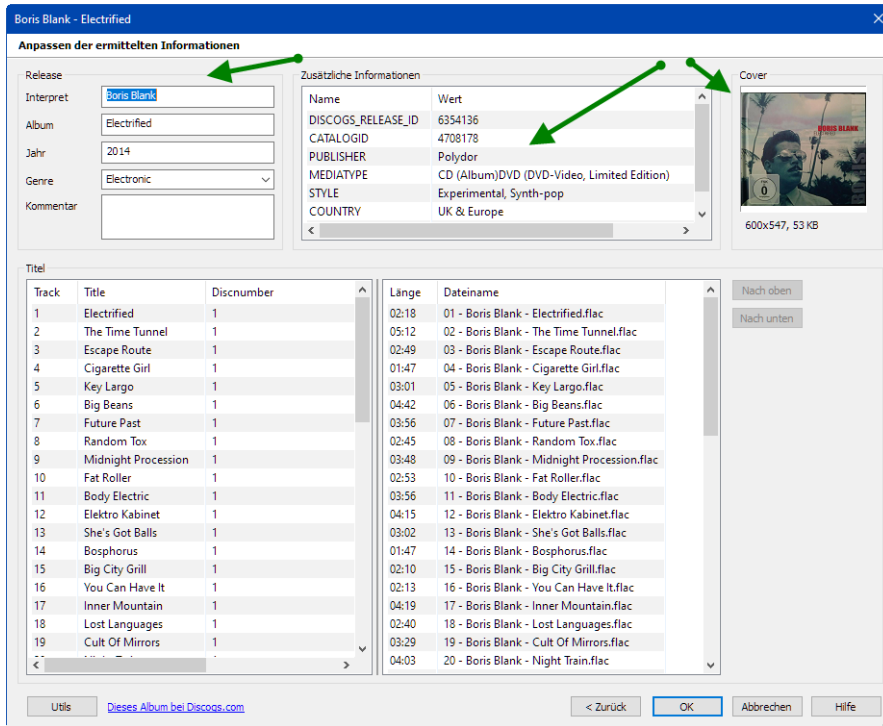 Boris Blank - Electrified
Anpassen der ermittelten Informationen
Release
Interpret Boris Blank
Album Electrified
Jahr 2014
Genre Electronic
Kommentar
Zusätzliche Informationen
Name Wert
DISCOGS_RELEASE_ID 6354136
CATALOGID 4708178
PUBLISHER Polydor
MEDIATYPE CD (Album)DVD (DVD-Video, Limited Edition)
STYLE Experimental, Synth-pop
COUNTRY UK & Europe
Cover
BORIS BLANK
600x547, 53 KB
Titel
Track Title Discnumber Länge Dateiname
1 Electrified 1 02:18 01 - Boris Blank - Electrified.flac
2 The Time Tunnel 1 05:12 02 - Boris Blank - The Time Tunnel.flac
3 Escape Route 1 02:49 03 - Boris Blank - Escape Route.flac
4 Cigarette Girl 1 01:47 04 - Boris Blank - Cigarette Girl.flac
5 Key Largo 1 03:01 05 - Boris Blank - Key Largo.flac
6 Big Beans 1 04:42 06 - Boris Blank - Big Beans.flac
7 Future Past 1 03:56 07 - Boris Blank - Future Past.flac
8 Random Tox 1 02:45 08 - Boris Blank - Random Tox.flac
9 Midnight Procession 1 03:48 09 - Boris Blank - Midnight Procession.flac
10 Fat Roller 1 02:53 10 - Boris Blank - Fat Roller.flac
11 Body Electric 1 03:56 11 - Boris Blank - Body Electric.flac
12 Elektro Kabinet 1 04:15 12 - Boris Blank - Elektro Kabinet.flac
13 She's Got Balls 1 03:02 13 - Boris Blank - She's Got Balls.flac
14 Bosphorus 1 01:47 14 - Boris Blank - Bosphorus.flac
15 Big City Grill 1 02:10 15 - Boris Blank - Big City Grill.flac
16 You Can Have It 1 02:13 16 - Boris Blank - You Can Have It.flac
17 Inner Mountain 1 04:19 17 - Boris Blank - Inner Mountain.flac
18 Lost Languages 1 02:40 18 - Boris Blank - Lost Languages.flac
19 Cult Of Mirrors 1 03:29 19 - Boris Blank - Cult Of Mirrors.flac
04:03 20 - Boris Blank - Night Train.flac
Nach oben
Nach unten
Utils Dieses Album bei Discogs.com < Zurück OK Abbrechen Hilfe